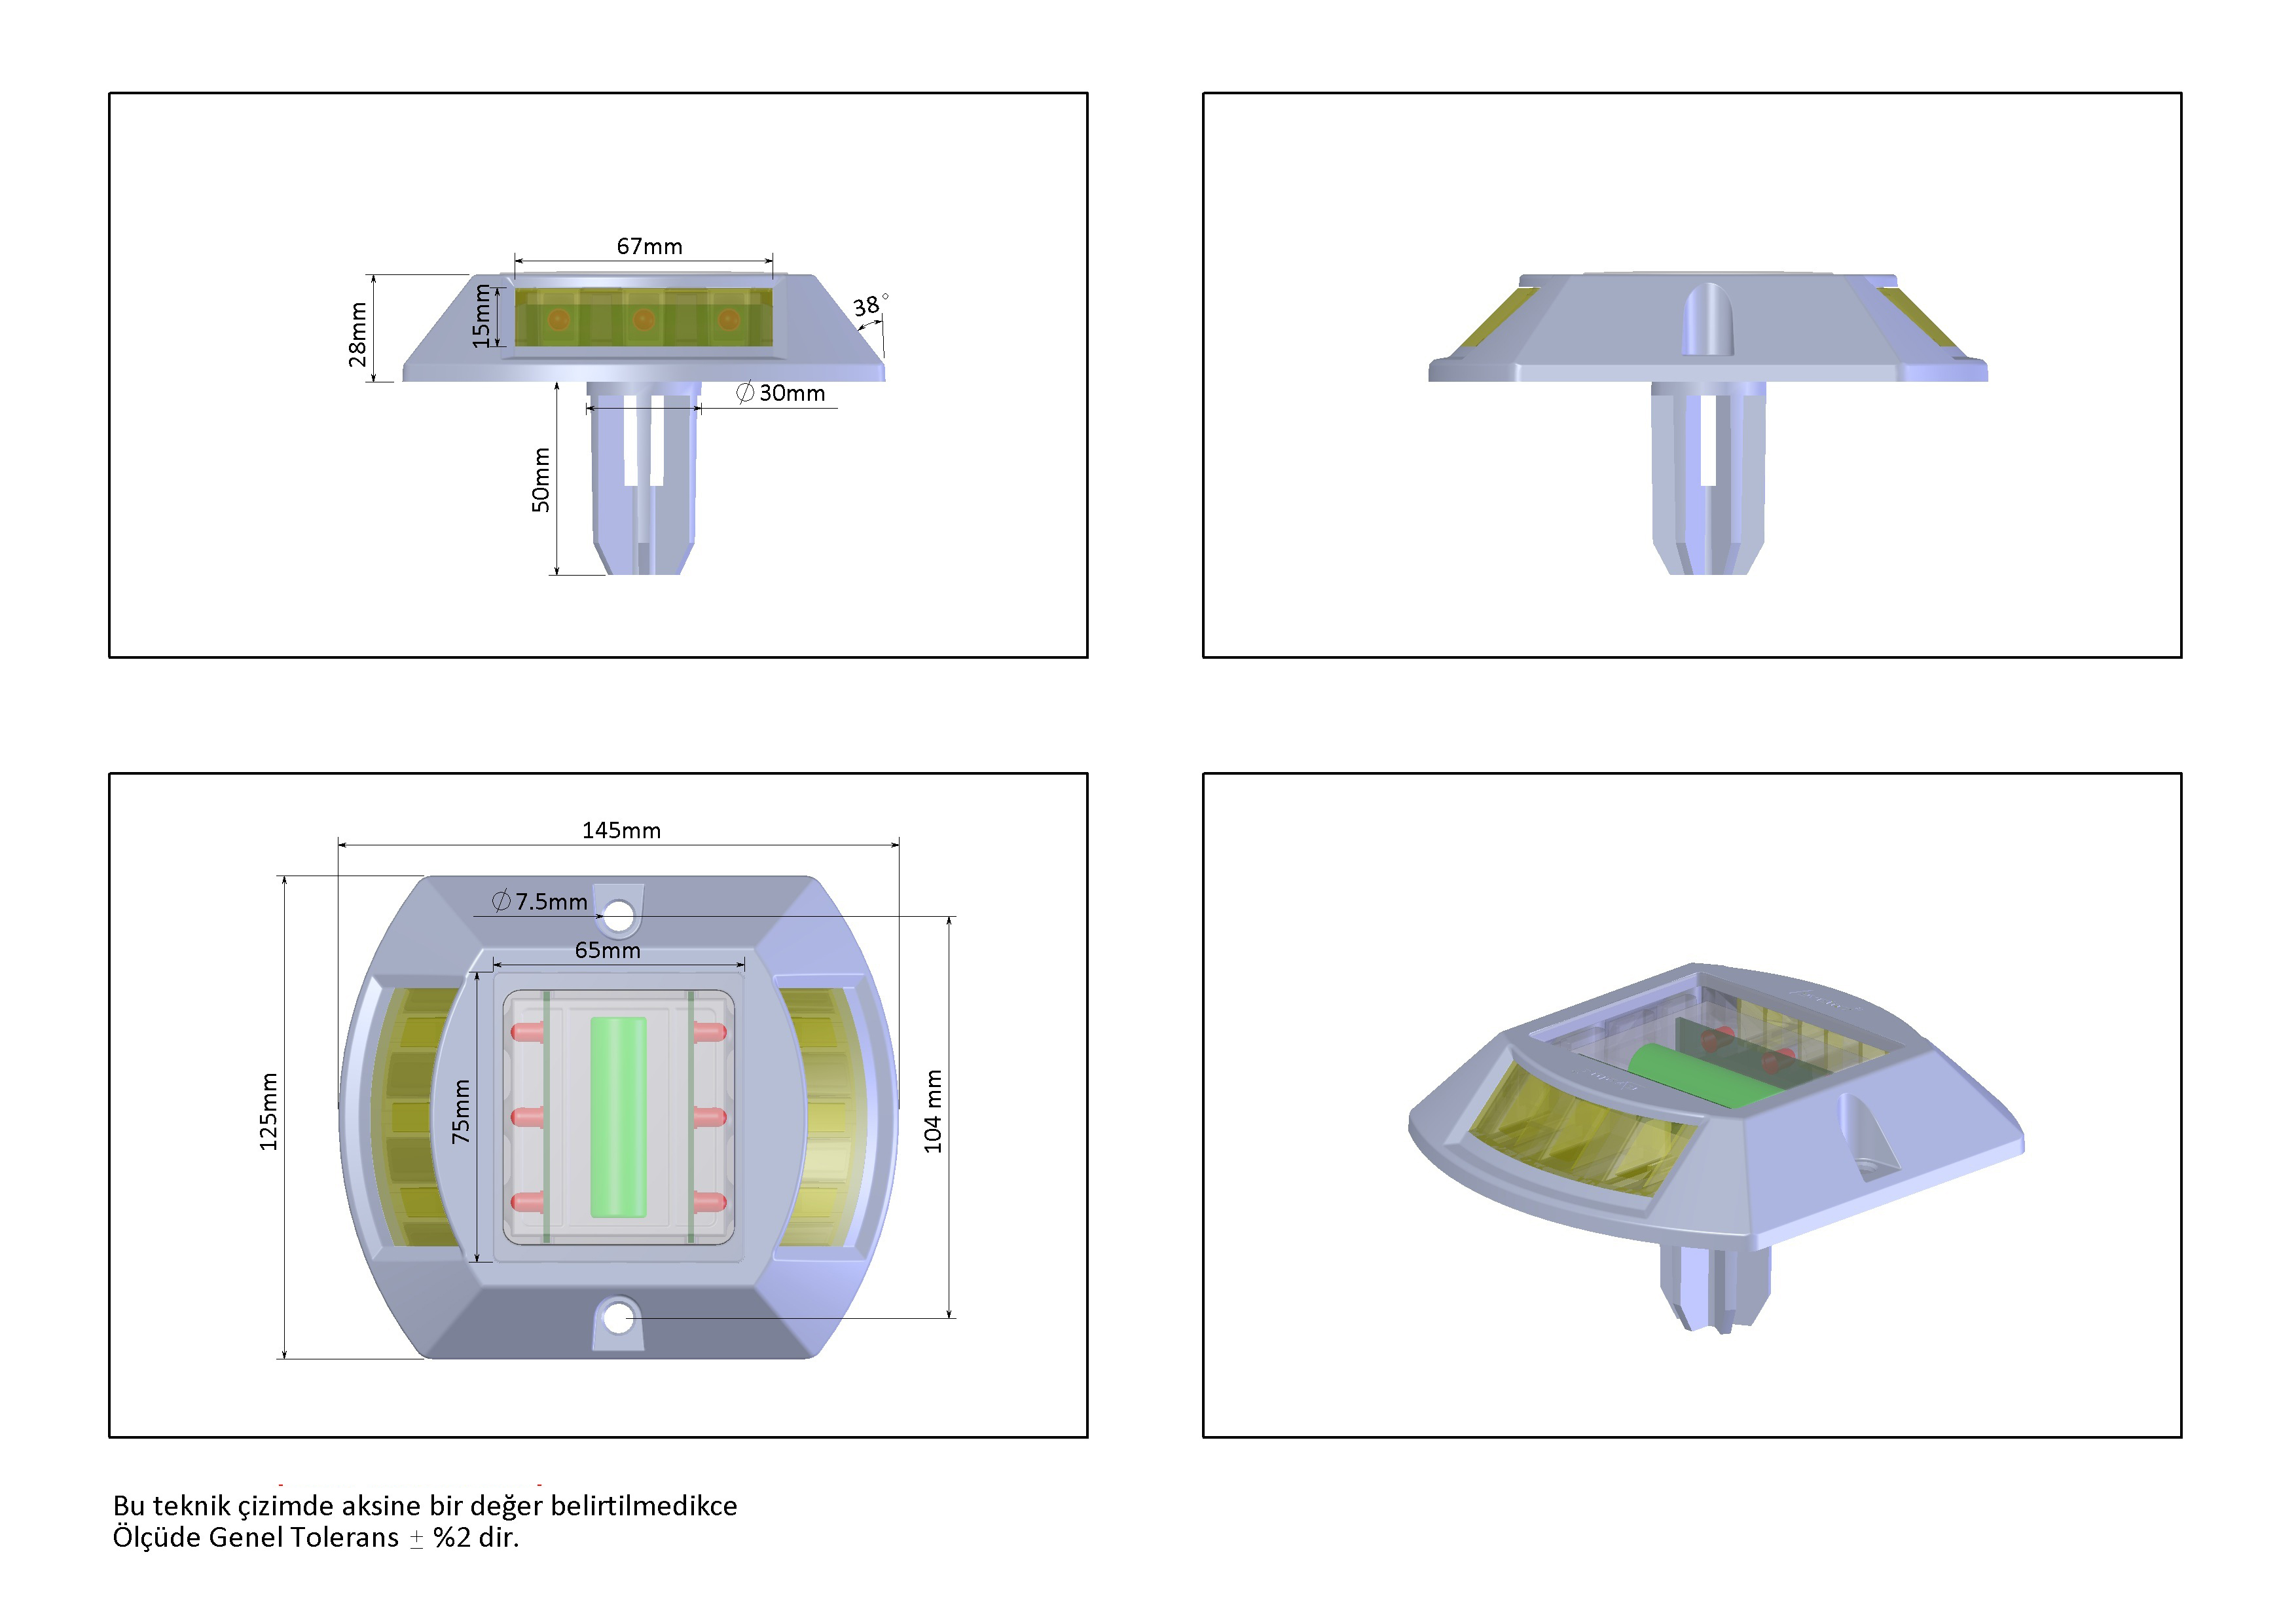 67mm
15mm
28mm
38°
∅ 30mm
50mm
145mm
∅ 7.5mm
65mm
75mm
125mm
104 mm
Bu teknik çizimde aksine bir değer belirtilmedikce
Ölçüde Genel Tolerans ± %2 dir.